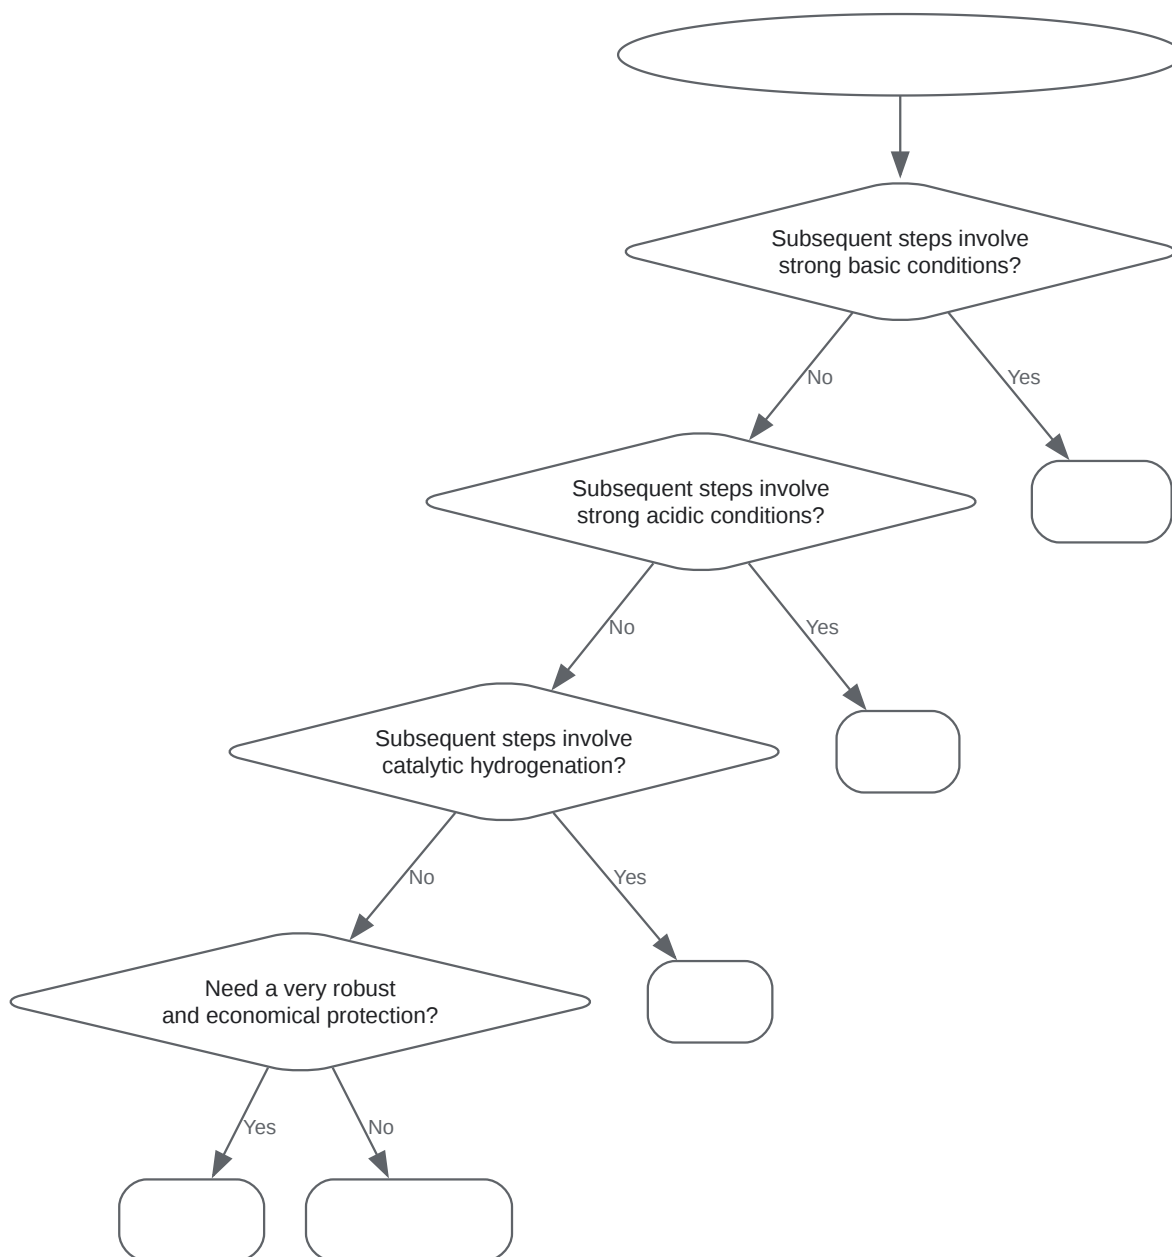 Subsequent steps involve
strong basic conditions?
No
Yes
Subsequent steps involve
strong acidic conditions?
No
Yes
Subsequent steps involve
catalytic hydrogenation?
No
Yes
Need a very robust
and economical protection?
Yes
No